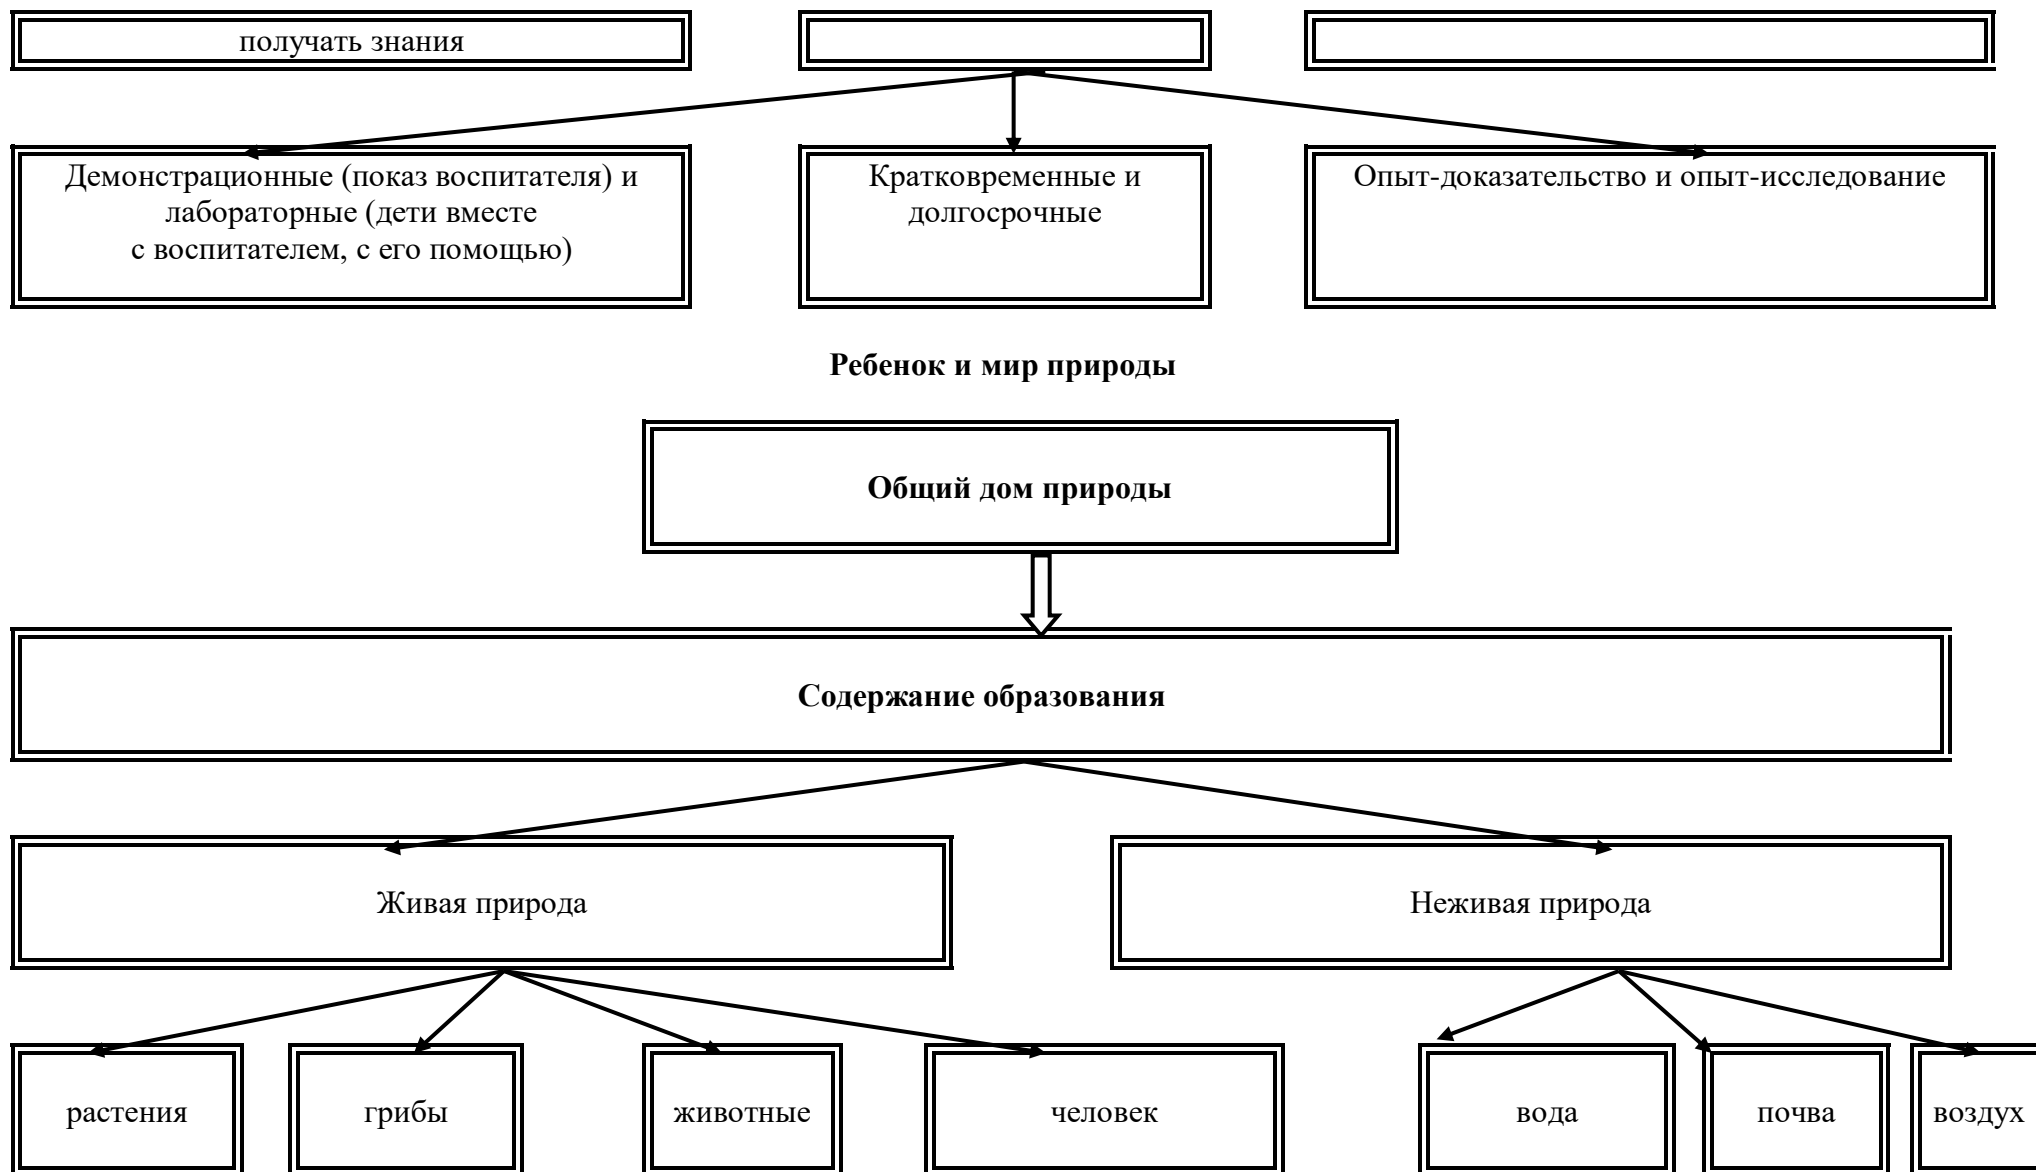 получать знания
Демонстрационные (показ воспитателя) и
лабораторные (дети вместе
с воспитателем, с его помощью)
Кратковременные и
долгосрочные
Опыт-доказательство и опыт-исследование
Ребенок и мир природы
Общий дом природы
Содержание образования
Живая природа
Неживая природа
растения
грибы
животные
человек
вода
почва
воздух